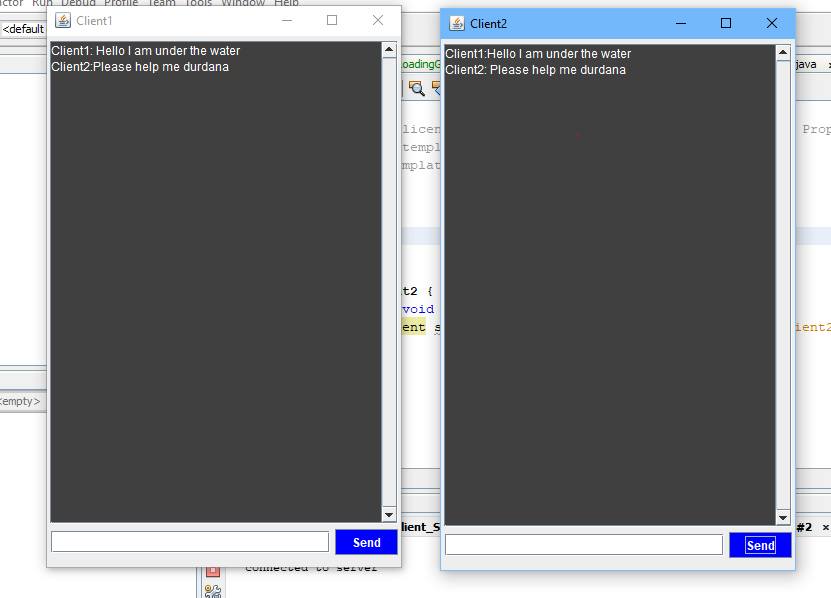 Refactor Run Debug Profile Team Tools Window Help
Client1
Client2
<default
Client1: Hello I am under the water
Client2:Please help me durdana
Client1:Hello I am under the water
Client2: Please help me durdana
oadingG
java
licen
Prop
templ
mplat
t2 {
void
ent s
ient2
<empty>
lient_S
#2
Send
Send
connected to server